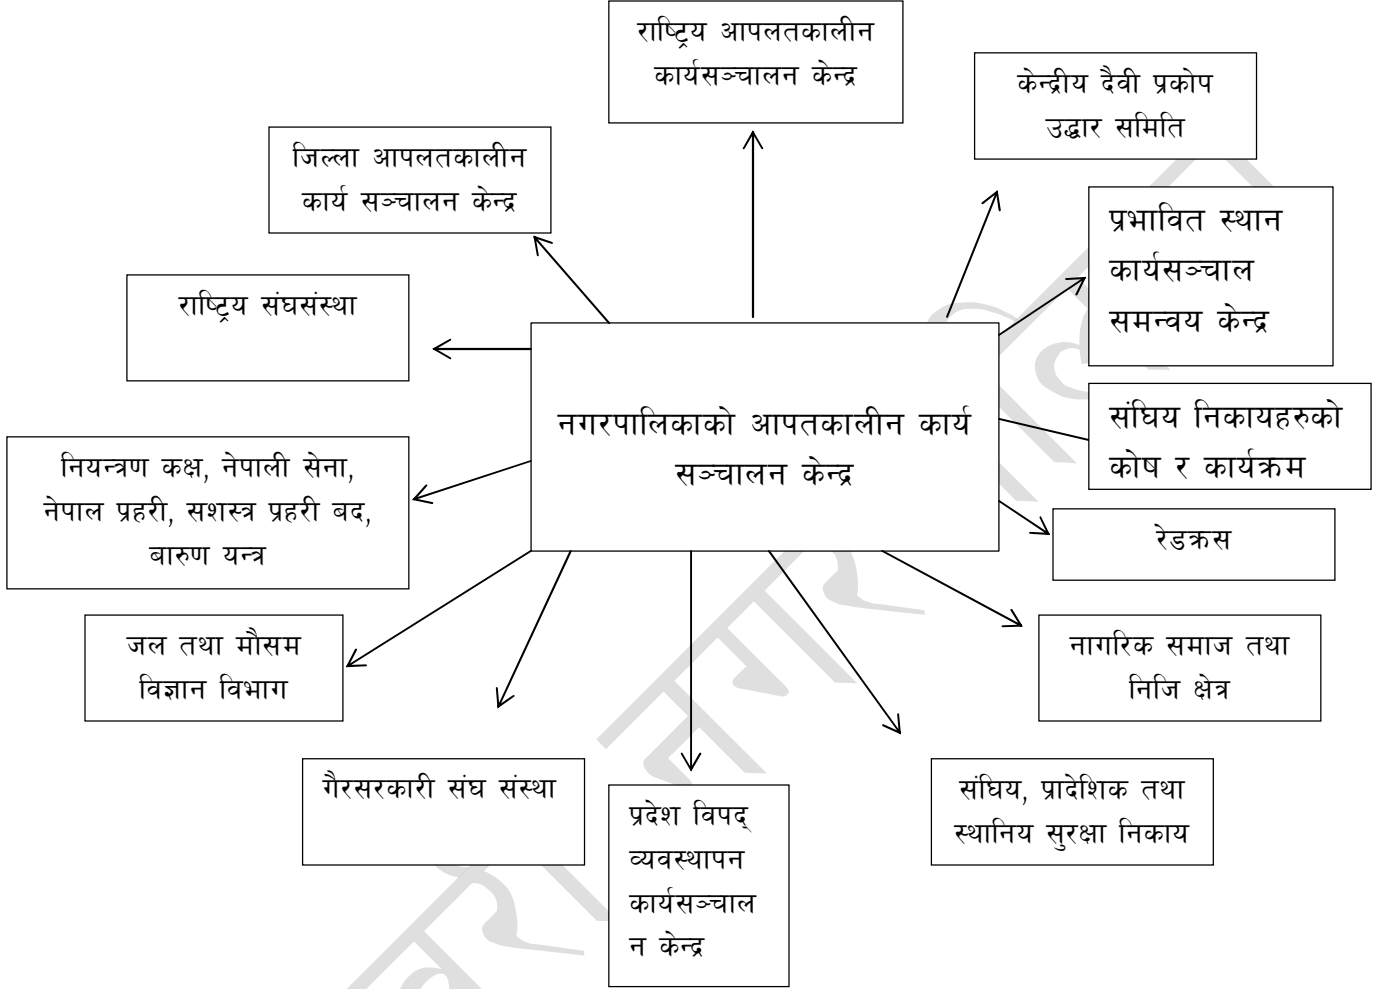 राष्ट्रिय आपलतकालीन
कार्यसञ्चालन केन्द्र
केन्द्रीय दैवी प्रकोप
उद्धार समिति
जिल्ला आपलतकालीन
कार्य सञ्चालन केन्द्र
प्रभावित स्थान
कार्यसञ्चाल
समन्वय केन्द्र
राष्ट्रिय संघसंस्था
नगरपालिकाको आपतकालीन कार्य
सञ्चालन केन्द्र
संघिय निकायहरुको
कोष र कार्यक्रम
नियन्त्रण कक्ष, नेपाली सेना,
नेपाल प्रहरी, सशस्त्र प्रहरी बद,
बारुण यन्त्र
रेडक्रस
जल तथा मौसम
विज्ञान विभाग
नागरिक समाज तथा
निजि क्षेत्र
गैरसरकारी संघ संस्था
प्रदेश विपद्
व्यवस्थापन
कार्यसञ्चाल
न केन्द्र
संघिय, प्रादेशिक तथा
स्थानिय सुरक्षा निकाय